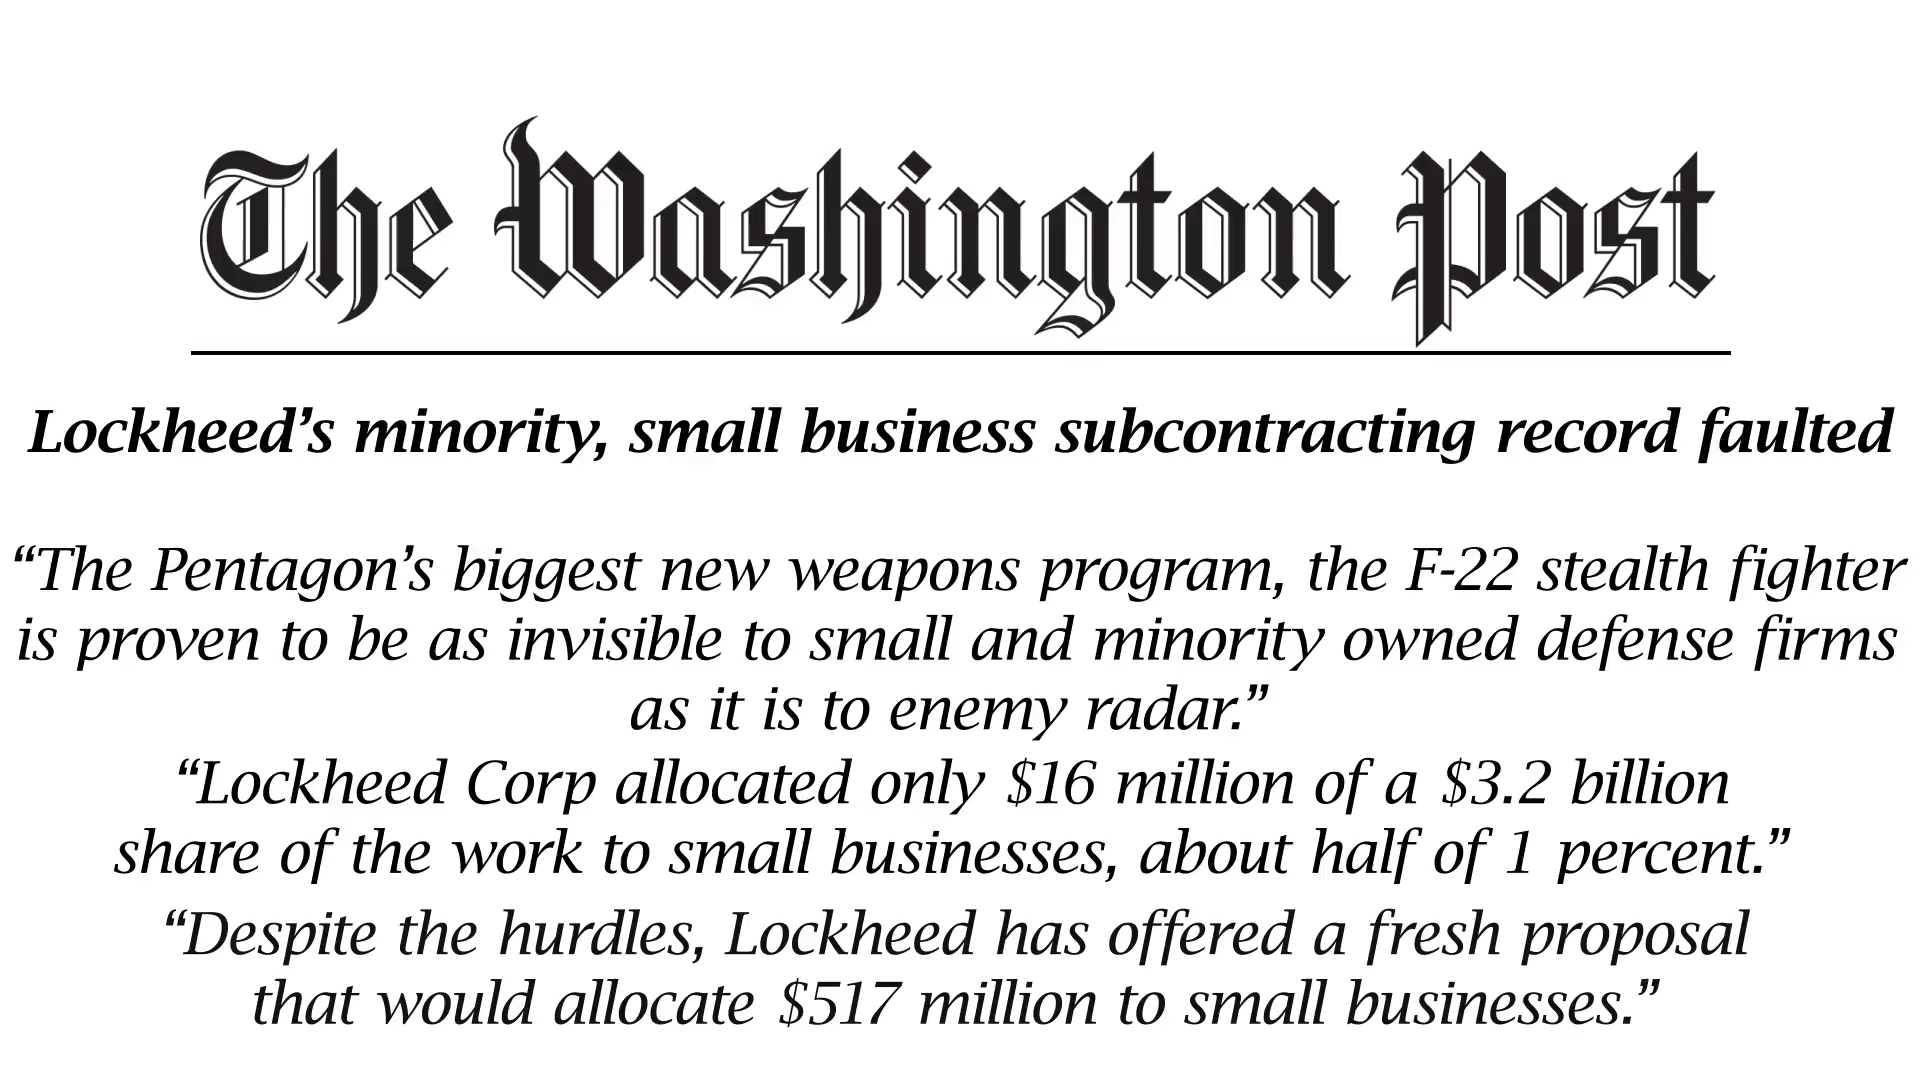 The Washington Post
Lockheed’s minority, small business subcontracting record faulted
“The Pentagon’s biggest new weapons program, the F-22 stealth fighter
is proven to be as invisible to small and minority owned defense firms
as it is to enemy radar.”
“Lockheed Corp allocated only $16 million of a $3.2 billion
share of the work to small businesses, about half of 1 percent.”
“Despite the hurdles, Lockheed has offered a fresh proposal
that would allocate $517 million to small businesses.”